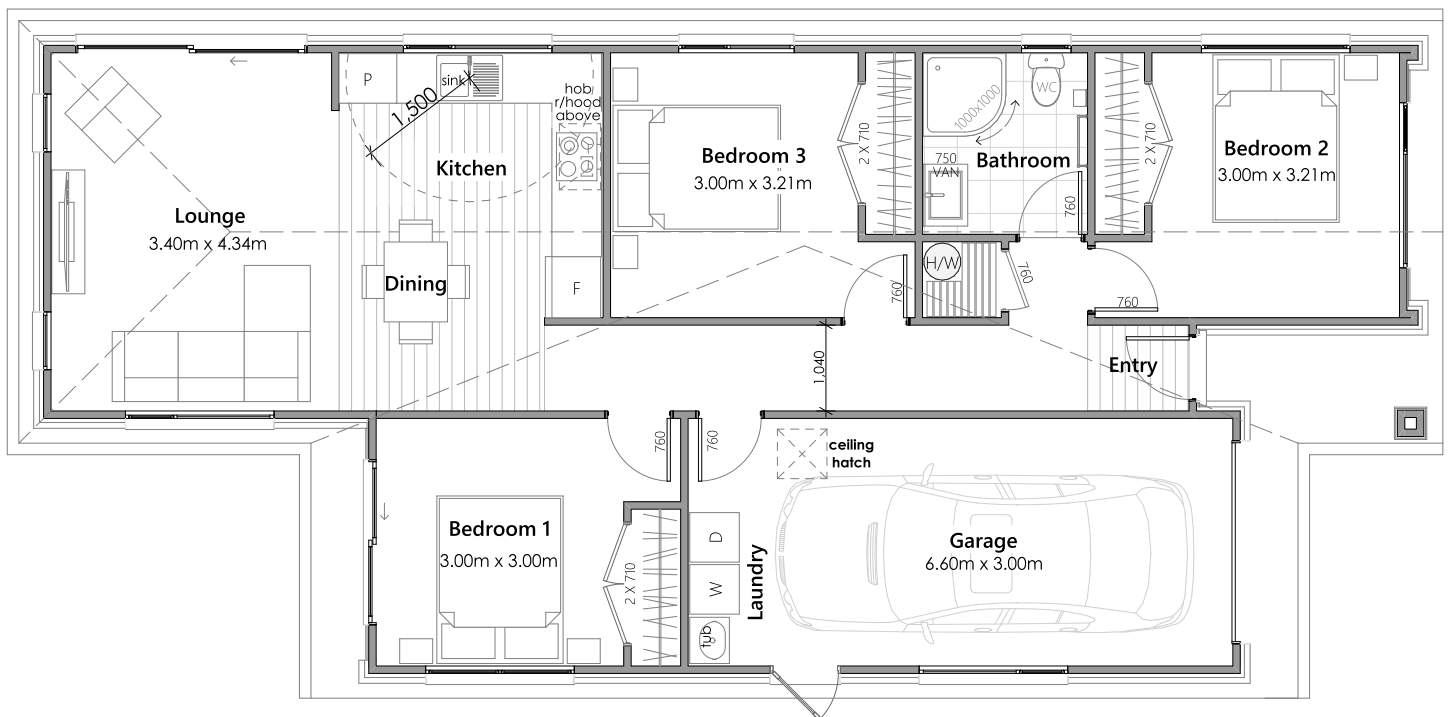 P
sink
1,500
hob
r/hood
above
Kitchen
Lounge
3.40m x 4.34m
Dining
F
Bedroom 3
3.00m x 3.21m
2 X 710
760
1000x1000
WC
750
VAN
Bathroom
760
H/W
760
2 X 710
Bedroom 2
3.00m x 3.21m
760
1,040
Entry
760
760
ceiling
hatch
Bedroom 1
3.00m x 3.00m
2 X 710
D
W
tub
Laundry
Garage
6.60m x 3.00m